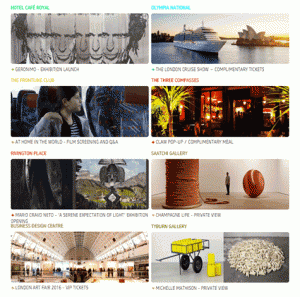 HOTEL CAFÉ ROYAL
OLYMPIA NATIONAL
GERONIMO - EXHIBITION LAUNCH
THE LONDON CRUISE SHOW – COMPLIMENTARY TICKETS
THE FRONTLINE CLUB
THE THREE COMPASSES
AT HOME IN THE WORLD - FILM SCREENING AND Q&A
CLAW POP-UP / COMPLIMENTARY MEAL
RIVINGTON PLACE
SAATCHI GALLERY
MARIO CRAVO NETO – "A SERENE EXPECTATION OF LIGHT" EXHIBITION OPENING
CHAMPAGNE LIFE - PRIVATE VIEW
BUSINESS DESIGN CENTRE
TYBURN GALLERY
LONDON ART FAIR 2016 - VIP TICKETS
MICHELE MATHISON - PRIVATE VIEW